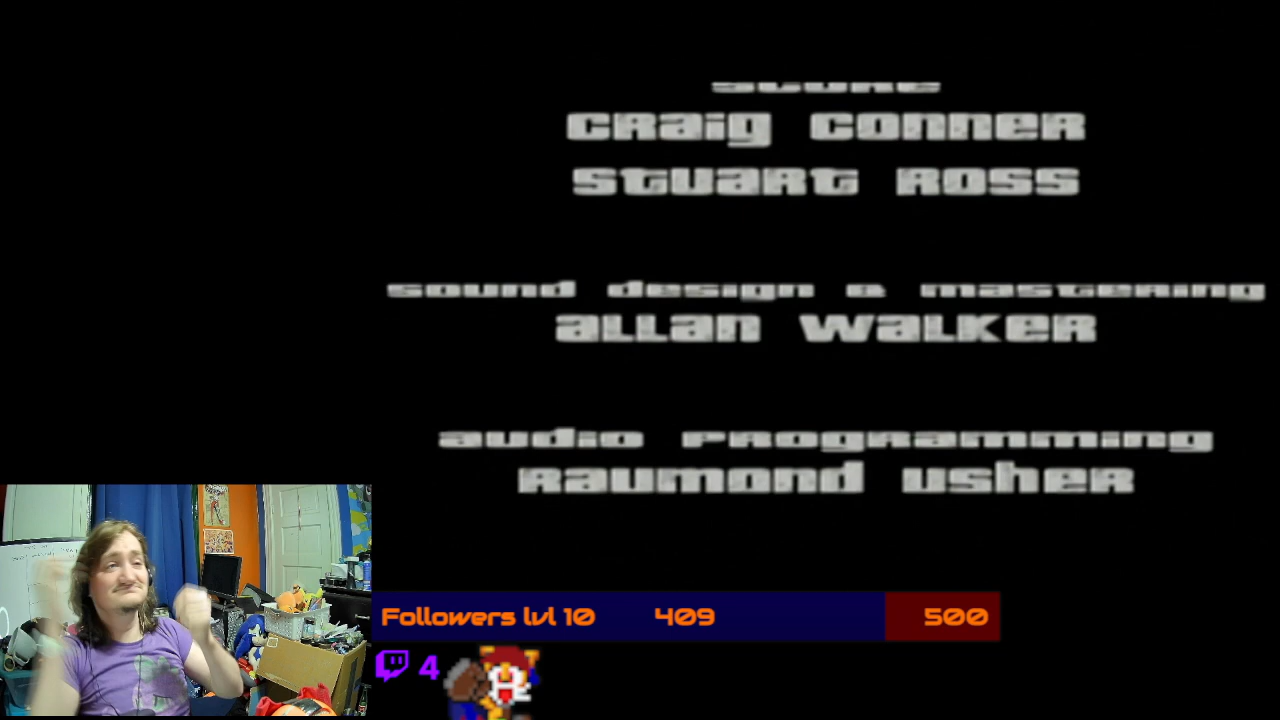 score
craig conner
stuart ross
sound design & mastering
allan walker
audio programming
raymond usher
Followers lvl 10 409 500
4